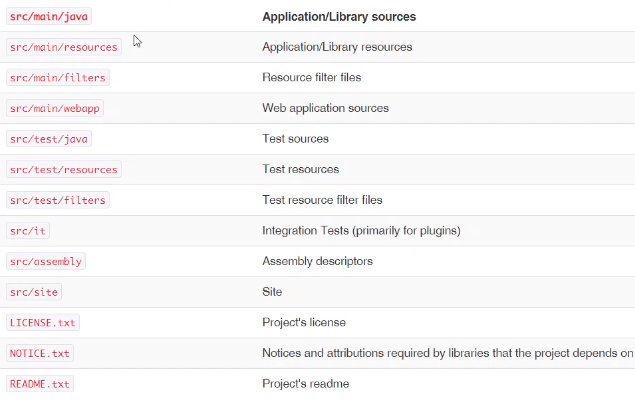 src/main/java Application/Library sources
src/main/resources Application/Library resources
src/main/filters Resource filter files
src/main/webapp Web application sources
src/test/java Test sources
src/test/resources Test resources
src/test/filters Test resource filter files
src/it Integration Tests (primarily for plugins)
src/assembly Assembly descriptors
src/site Site
LICENSE.txt Project's license
NOTICE.txt Notices and attributions required by libraries that the project depends on
README.txt Project's readme